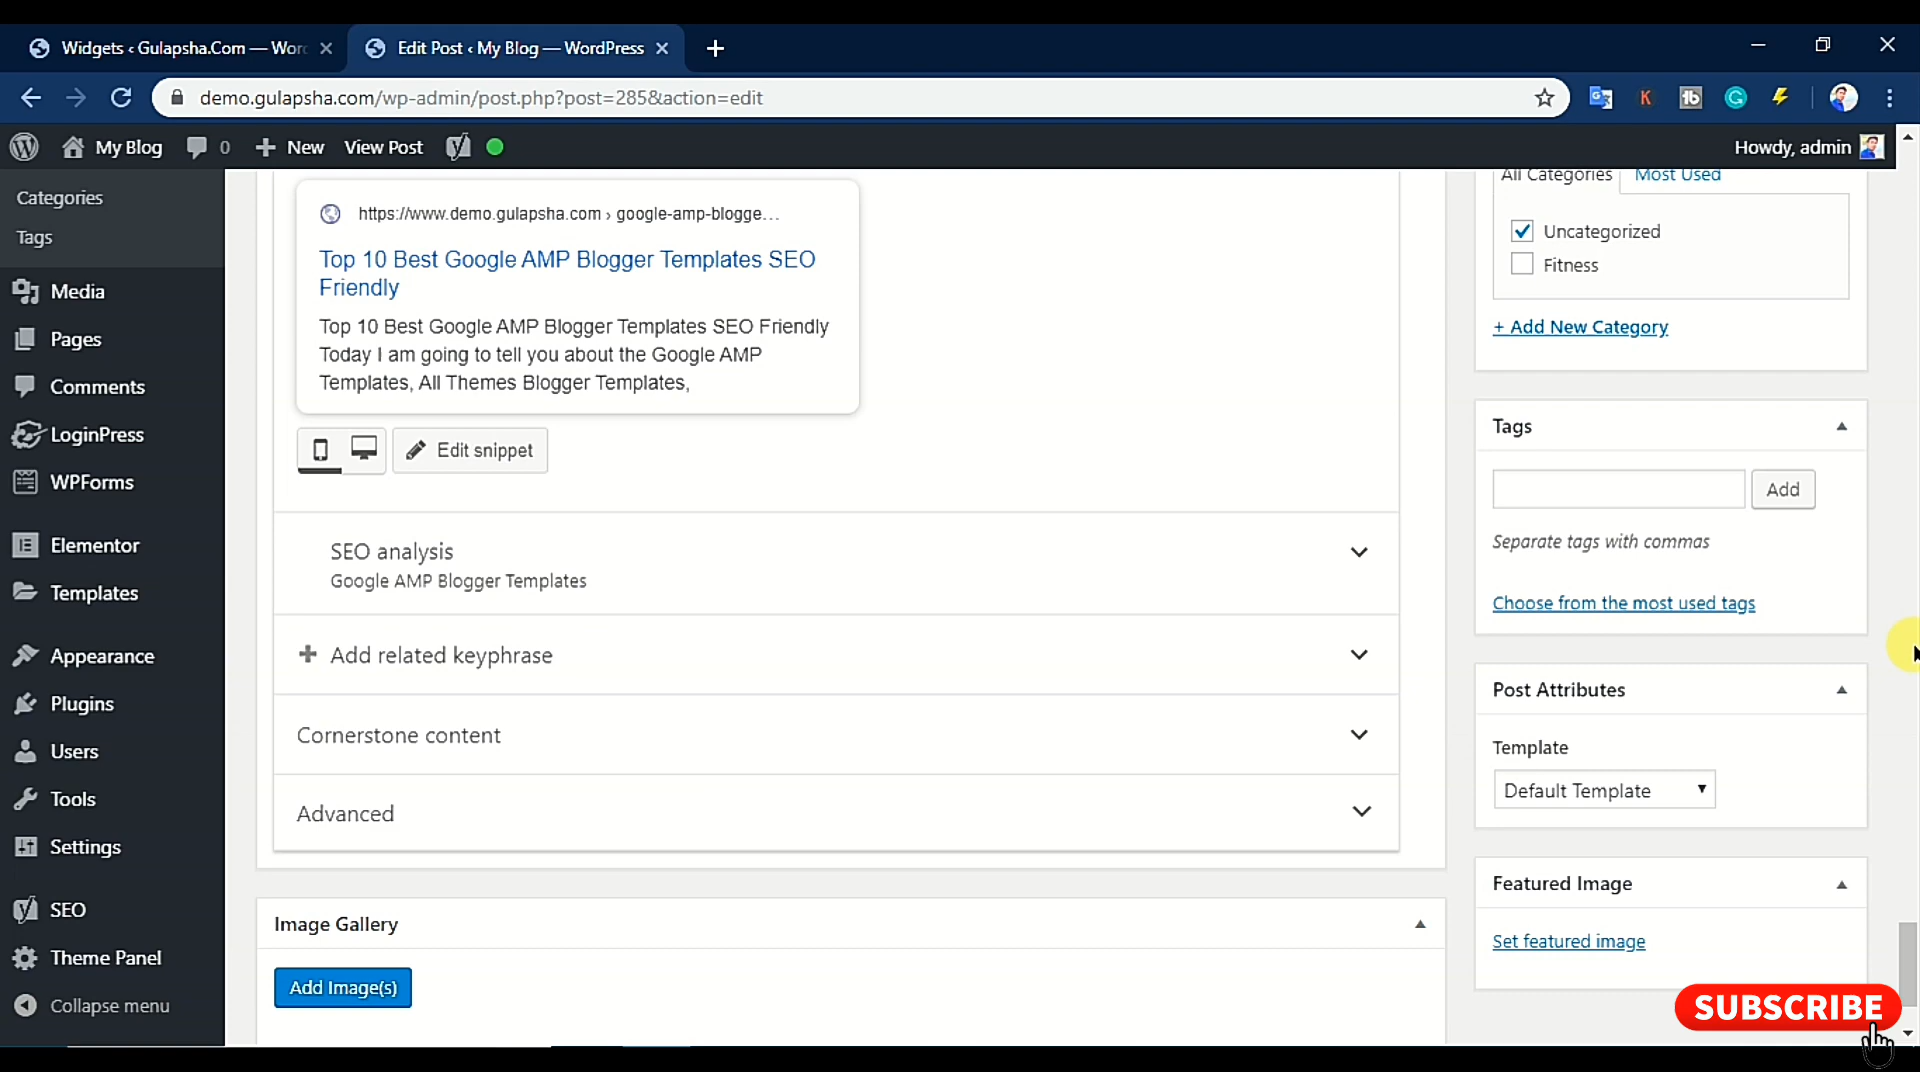 Widgets ‹ Gulapsha.Com — Wor
Edit Post ‹ My Blog — WordPress
demo.gulapsha.com/wp-admin/post.php?post=285&action=edit
My Blog
0
New
View Post
Howdy, admin
Categories
Tags
Media
Pages
Comments
LoginPress
WPForms
Elementor
Templates
Appearance
Plugins
Users
Tools
Settings
SEO
Theme Panel
Collapse menu
https://www.demo.gulapsha.com › google-amp-blogge...
Top 10 Best Google AMP Blogger Templates SEO
Friendly
Top 10 Best Google AMP Blogger Templates SEO Friendly
Today I am going to tell you about the Google AMP
Templates, All Themes Blogger Templates,
Edit snippet
SEO analysis
Google AMP Blogger Templates
Add related keyphrase
Cornerstone content
Advanced
Image Gallery
Add Image(s)
All Categories
Most Used
Uncategorized
Fitness
+ Add New Category
Tags
Add
Separate tags with commas
Choose from the most used tags
Post Attributes
Template
Default Template
Featured Image
Set featured image
SUBSCRIBE